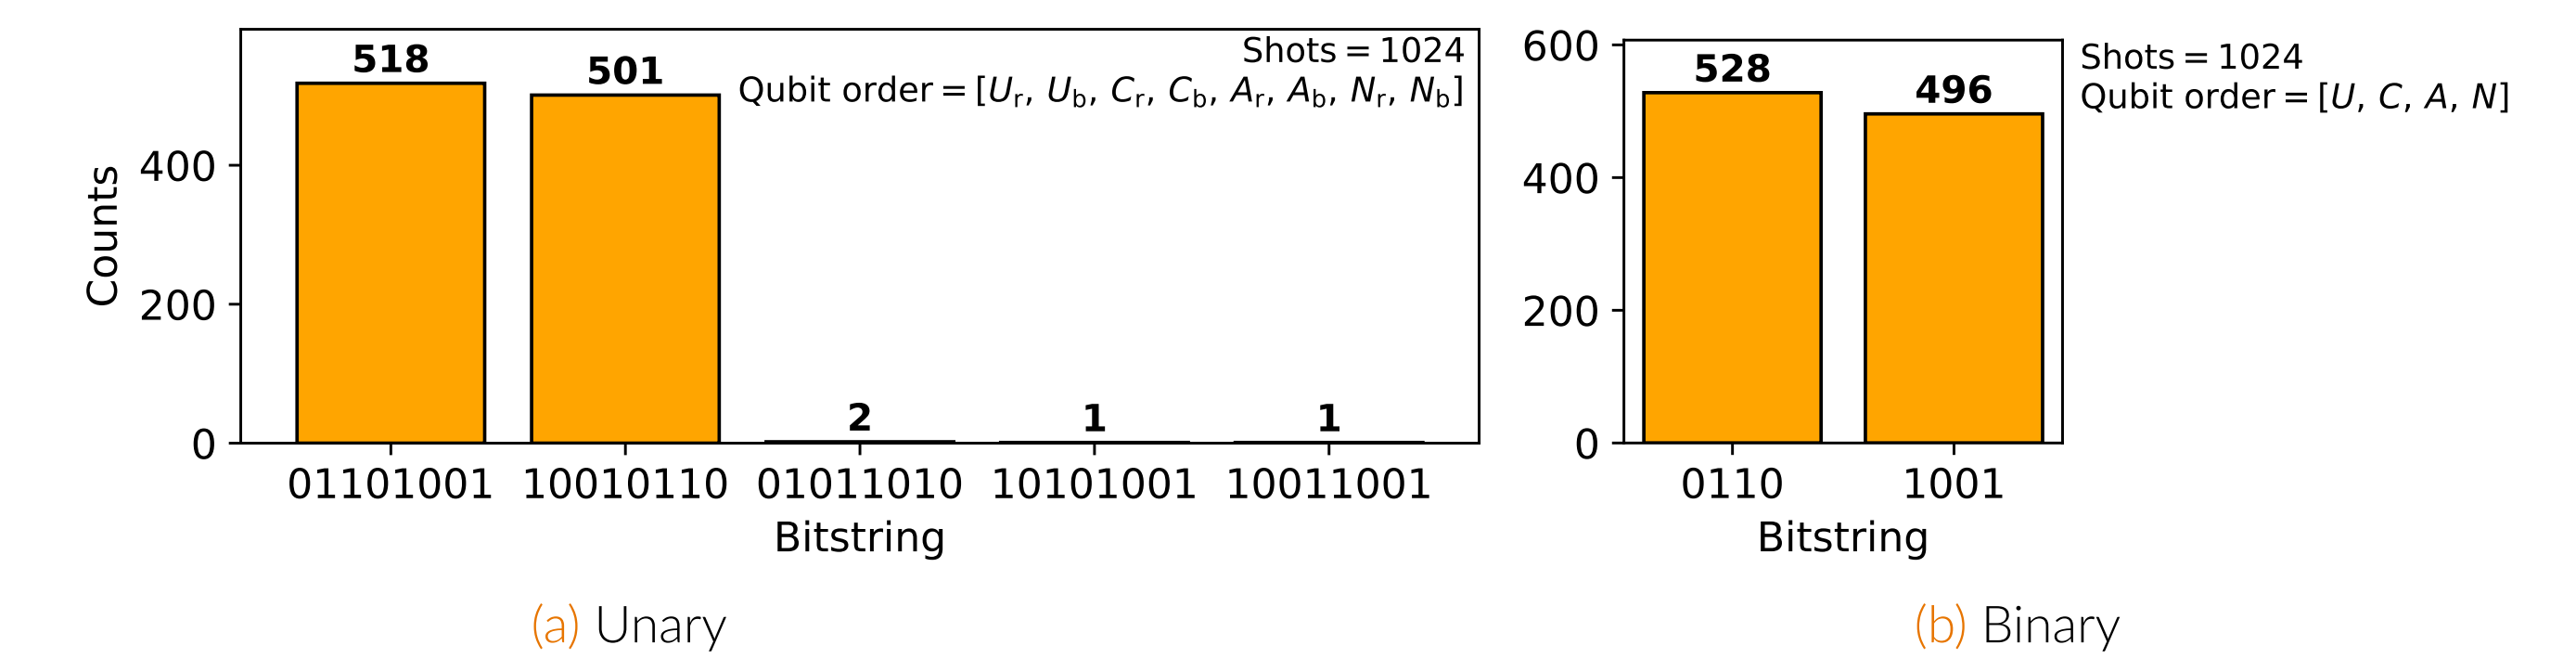 518
501
2
1
1
Shots = 1024
Qubit order = [Ur, Ub, Cr, Cb, Ar, Ab, Nr, Nb]
Counts
400
200
0
01101001 10010110 01011010 10101001 10011001
Bitstring
(a) Unary
600
400
200
0
528
496
Shots = 1024
Qubit order = [U, C, A, N]
0110 1001
Bitstring
(b) Binary